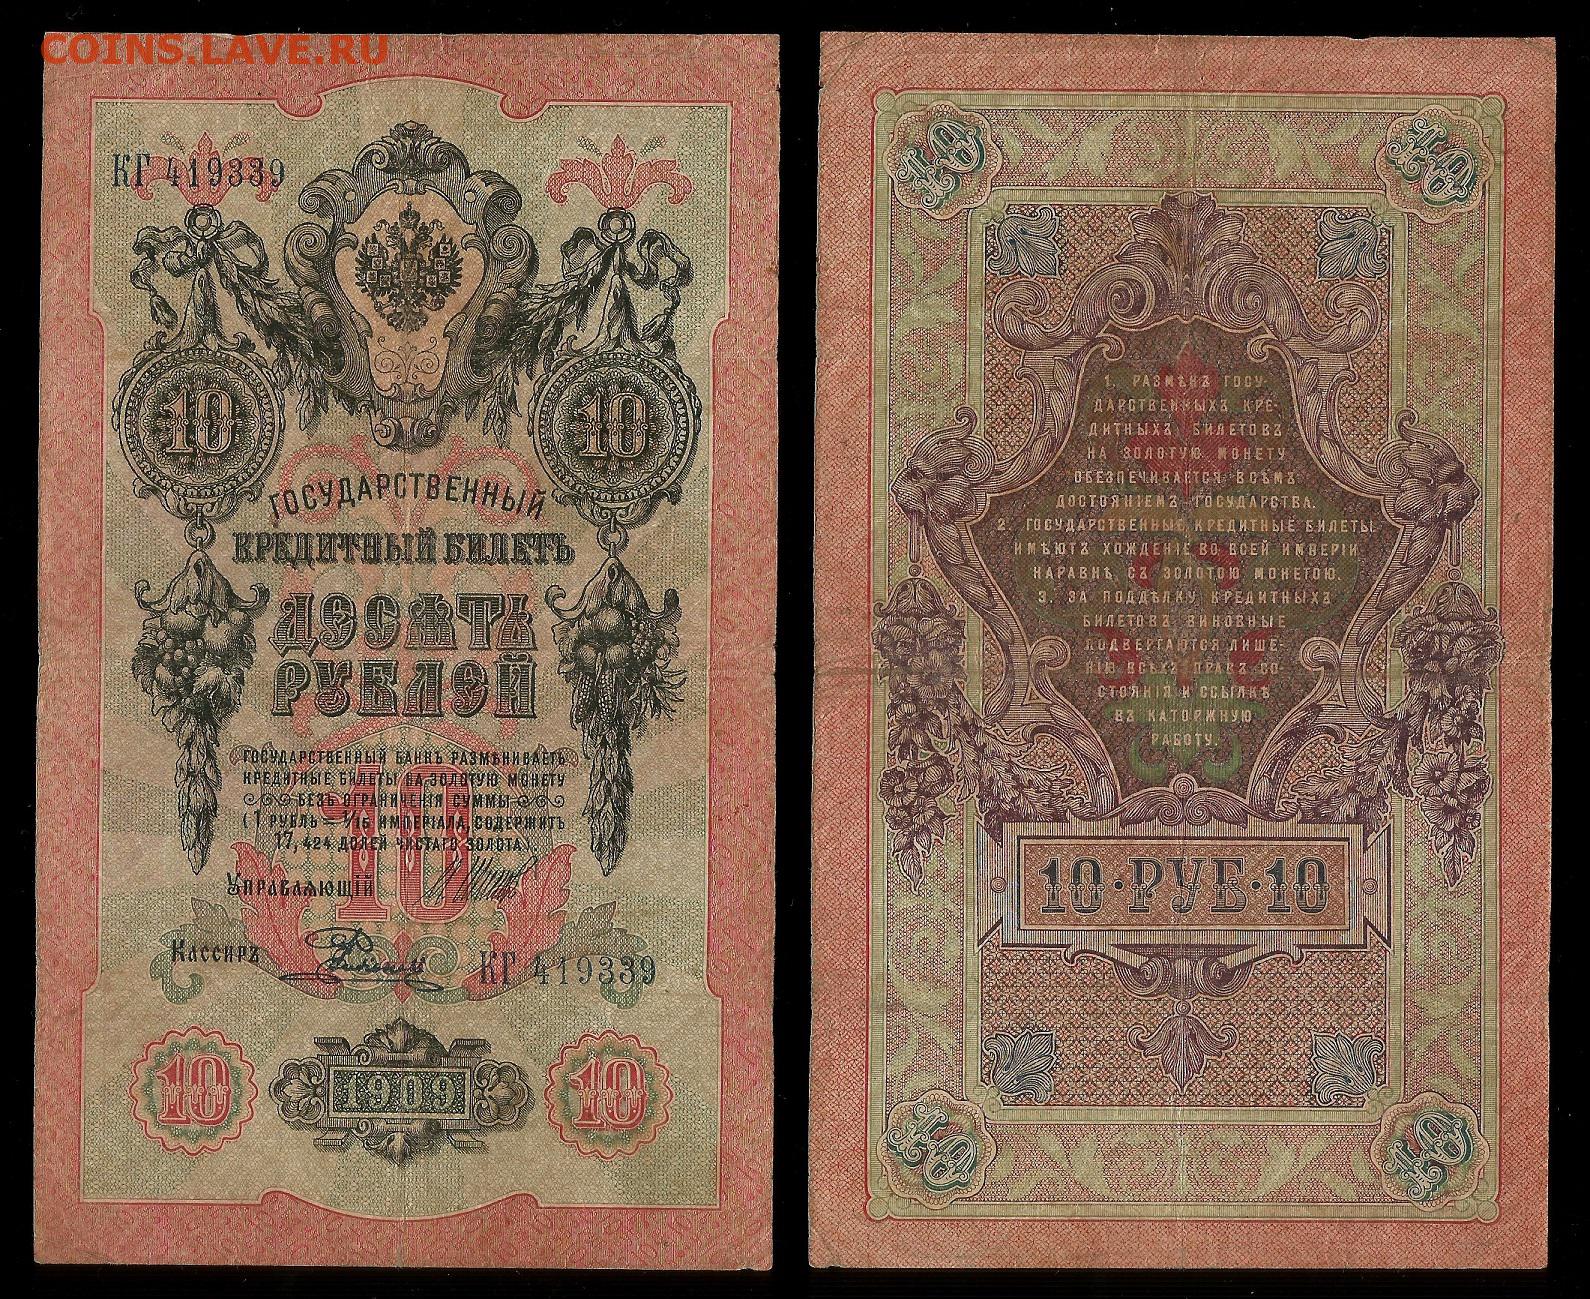 COINS.LAVE.RU
КГ 419339
10 10
ГОСУДАРСТВЕННЫЙ
КРЕДИТНЫЙ БИЛЕТЪ
ДЕСЯТЬ
РУБЛЕЙ
ГОСУДАРСТВЕННЫЙ БАНКЪ РАЗМѢНИВАЕТЪ
КРЕДИТНЫЕ БИЛЕТЫ НА ЗОЛОТУЮ МОНЕТУ
БЕЗЪ ОГРАНИЧЕНІЯ СУММЫ
(1 РУБЛЬ = 1/15 ИМПЕРІАЛА, СОДЕРЖИТЪ
17,424 ДОЛЕЙ ЧИСТАГО ЗОЛОТА).
10
УПРАВЛЯЮЩІЙ
КАССИРЪ
КГ 419339
10 1909 10
10 10
1. РАЗМѢНЪ ГОСУ-
ДАРСТВЕННЫХЪ КРЕ-
ДИТНЫХЪ БИЛЕТОВЪ
НА ЗОЛОТУЮ МОНЕТУ
ОБЕЗПЕЧИВАЕТСЯ ВСѢМЪ
ДОСТОЯНІЕМЪ ГОСУДАРСТВА.
2. ГОСУДАРСТВЕННЫЕ КРЕДИТНЫЕ БИЛЕТЫ
ИМѢЮТЪ ХОЖДЕНІЕ ВО ВСЕЙ ИМПЕРІИ
НАРАВНѢ СЪ ЗОЛОТОЮ МОНЕТОЮ.
3. ЗА ПОДДѢЛКУ КРЕДИТНЫХЪ
БИЛЕТОВЪ ВИНОВНЫЕ
ПОДВЕРГАЮТСЯ ЛИШЕ-
НІЮ ВСѢХЪ ПРАВЪ СО-
СТОЯНІЯ И ССЫЛКѢ
ВЪ КАТОРЖНУЮ
РАБОТУ.
10·РУБ·10
10 10